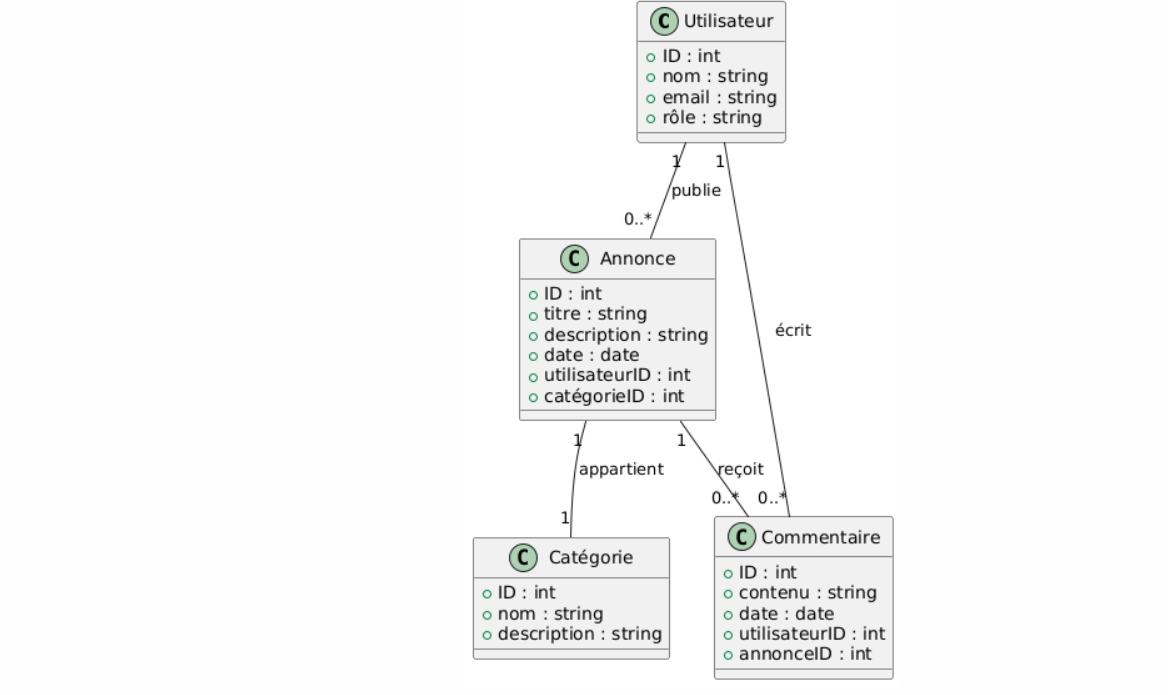 C Utilisateur
ID : int
nom : string
email : string
rôle : string
1
1
publie
0..*
C Annonce
ID : int
titre : string
description : string
date : date
utilisateurID : int
catégorieID : int
écrit
1
1
appartient
reçoit
0..*
0..*
1
C Catégorie
ID : int
nom : string
description : string
C Commentaire
ID : int
contenu : string
date : date
utilisateurID : int
annonceID : int